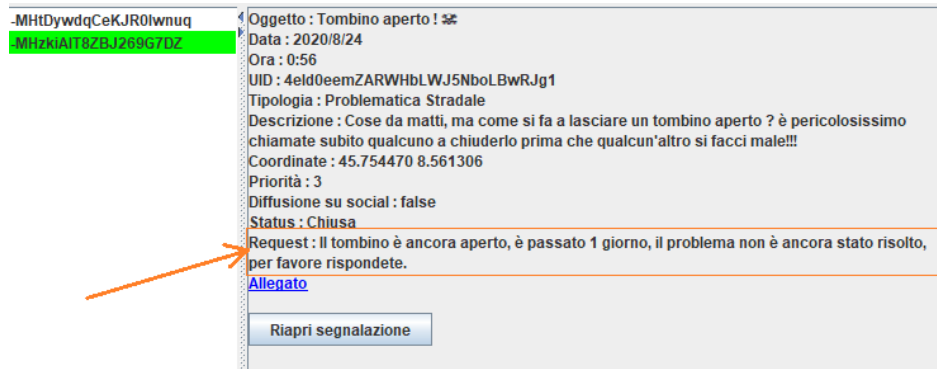 -MHtDywdqCeKJR0lwnuq
-MHzkiAlT8ZBJ269G7DZ
Oggetto : Tombino aperto !
Data : 2020/8/24
Ora : 0:56
UID : 4eld0eemZARWHbLWJ5NboLBwRJg1
Tipologia : Problematica Stradale
Descrizione : Cose da matti, ma come si fa a lasciare un tombino aperto ? è pericolosissimo
chiamate subito qualcuno a chiuderlo prima che qualcun'altro si facci male!!!
Coordinate : 45.754470 8.561306
Priorità : 3
Diffusione su social : false
Status : Chiusa
Request : Il tombino è ancora aperto, è passato 1 giorno, il problema non è ancora stato risolto,
per favore rispondete.
Allegato
Riapri segnalazione